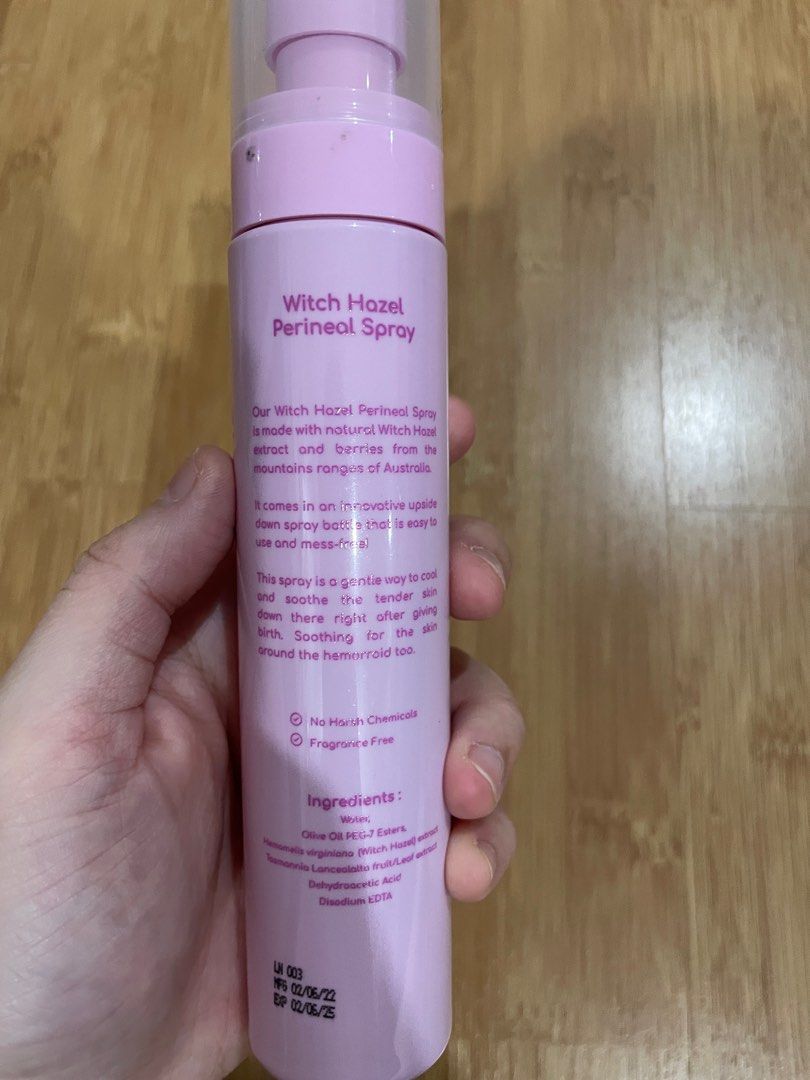 Witch Hazel
Perineal Spray
Our Witch Hazel Perineal Spray
is made with natural Witch Hazel
extract and berries from the
mountains ranges of Australia.
It comes in an innovative upside
down spray bottle that is easy to
use and mess-free!
This spray is a gentle way to cool
and soothe the tender skin
down there right after giving
birth. Soothing for the skin
around the hemorroid too.
No Harsh Chemicals
Fragrance Free
Ingredients :
Water,
Olive Oil PEG-7 Esters,
Hamamelis virginiana (Witch Hazel) extract
Tasmannia Lanceolatta fruit/Leaf extract
Dehydroacetic Acid
Disodium EDTA
LN 003
MFG 02/06/22
EXP 02/06/25